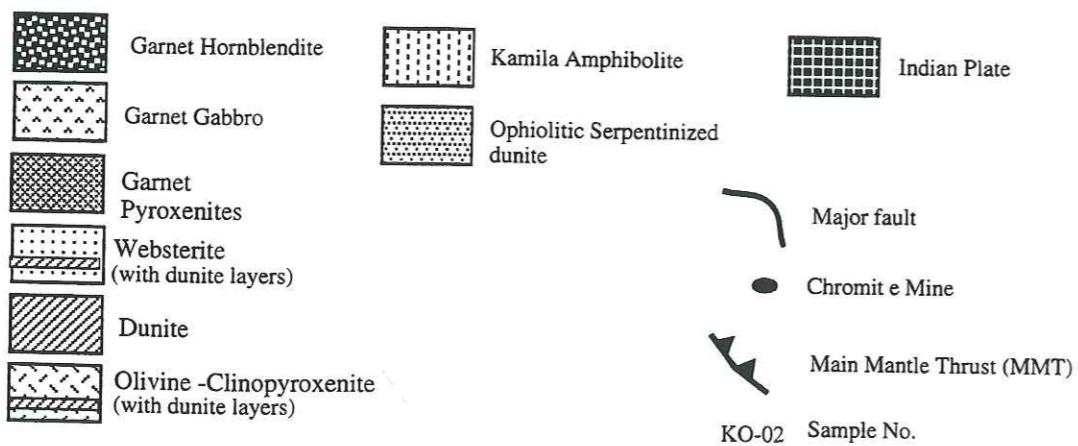 Garnet Hornblendite
Garnet Gabbro
Garnet
Pyroxenites
Websterite
(with dunite layers)
Dunite
Olivine -Clinopyroxenite
(with dunite layers)
Kamila Amphibolite
Ophiolitic Serpentinized
dunite
Indian Plate
Major fault
Chromit e Mine
Main Mantle Thrust (MMT)
KO-02 Sample No.